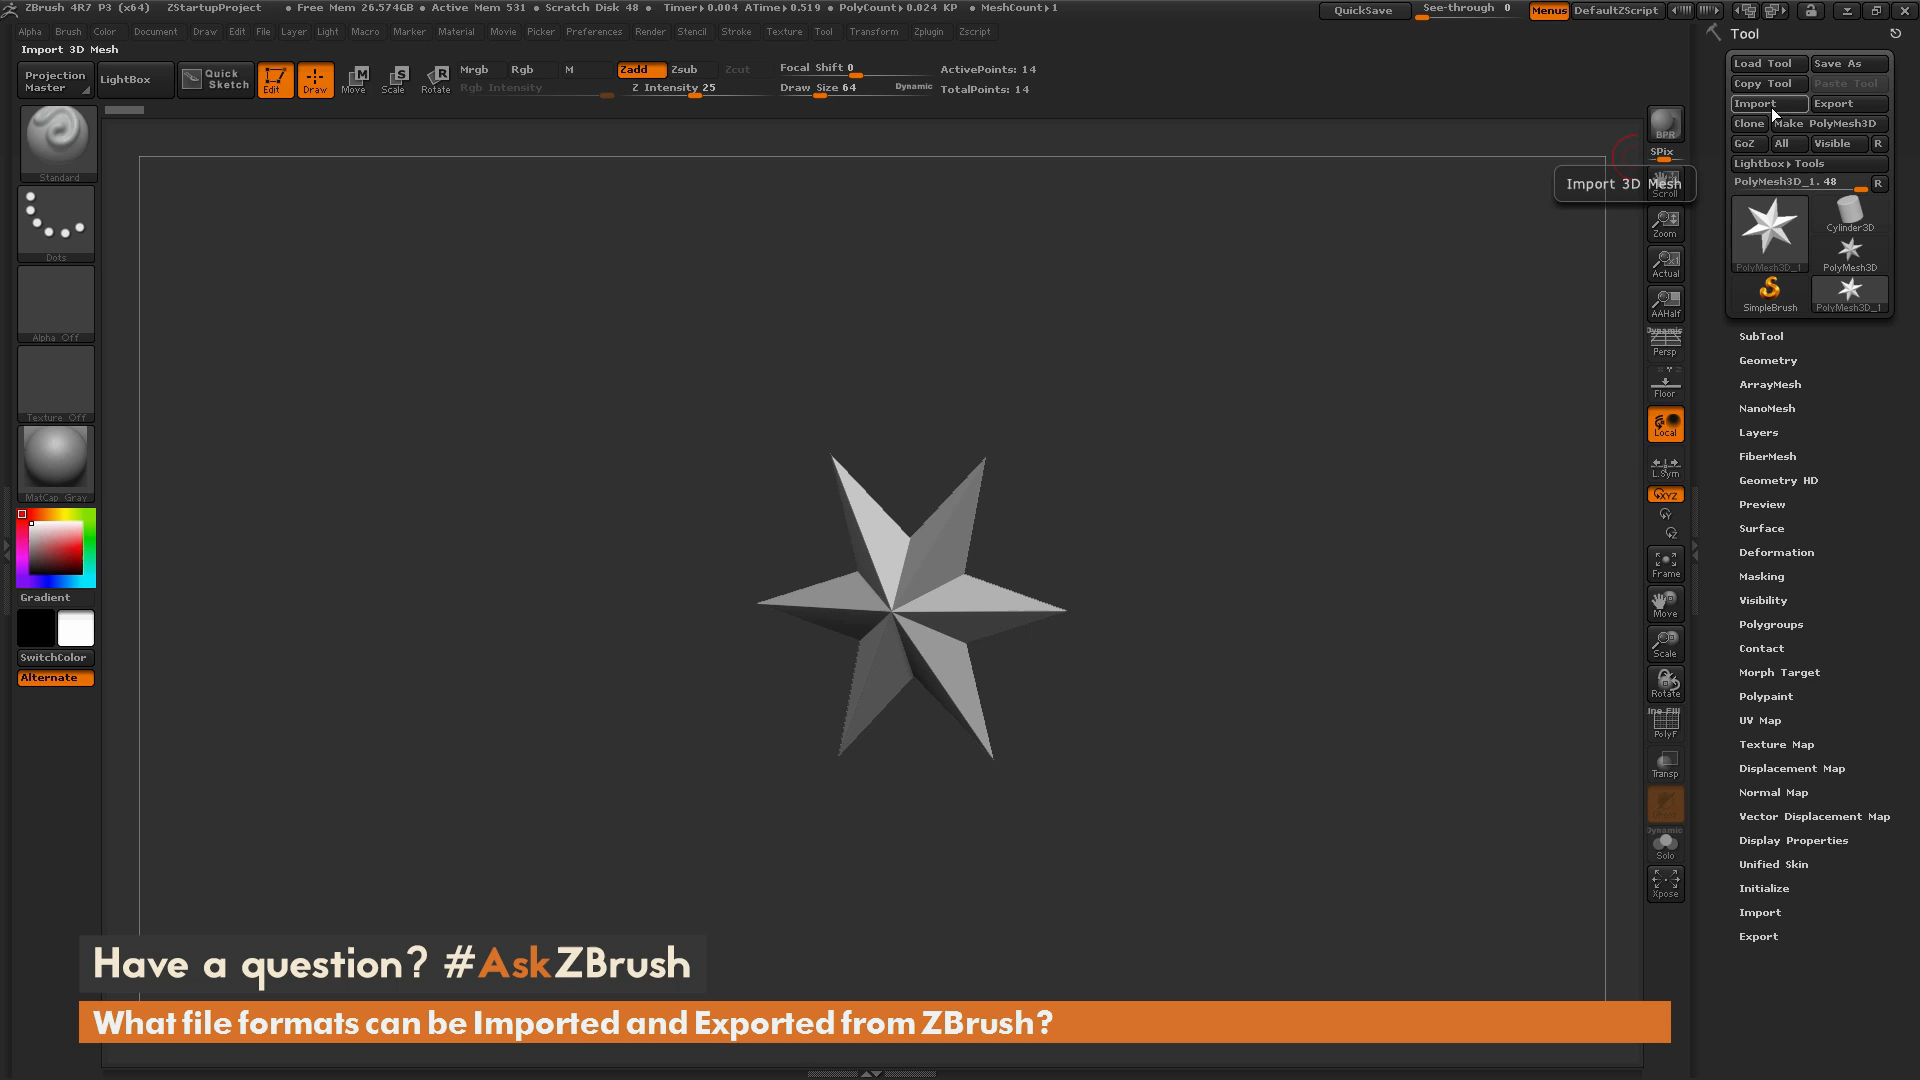 ZBrush 4R7 P3 (x64) ZStartupProject • Free Mem 26.574GB • Active Mem 531 • Scratch Disk 48 • Timer▸0.004 ATime▸0.519 • PolyCount▸0.024 KP • MeshCount▸1 QuickSave See-through 0 Menus DefaultZScript
Alpha Brush Color Document Draw Edit File Layer Light Macro Marker Material Movie Picker Preferences Render Stencil Stroke Texture Tool Transform Zplugin Zscript
Import 3D Mesh
Projection Master
LightBox
Quick Sketch
Edit
Draw
Move
Scale
Rotate
Mrgb Rgb M
Rgb Intensity
Zadd Zsub Zcut
Z Intensity 25
Focal Shift 0
Draw Size 64 Dynamic
ActivePoints: 14
TotalPoints: 14
Standard
Dots
Alpha Off
Texture Off
MatCap Gray
Gradient
SwitchColor
Alternate
BPR
SPix
Import 3D Mesh
Scroll
Zoom
Actual
AAHalf
Dynamic
Persp
Floor
Local
L.Sym
XYZ
Y
Z
Frame
Move
Scale
Rotate
PolyF
Transp
Dynamic
Solo
Xpose
Tool
Load Tool Save As
Copy Tool Paste Tool
Import Export
Clone Make PolyMesh3D
GoZ All Visible R
Lightbox▸Tools
PolyMesh3D_1. 48 R
Cylinder3D
PolyMesh3D_1 PolyMesh3D
SimpleBrush PolyMesh3D_1
SubTool
Geometry
ArrayMesh
NanoMesh
Layers
FiberMesh
Geometry HD
Preview
Surface
Deformation
Masking
Visibility
Polygroups
Contact
Morph Target
Polypaint
UV Map
Texture Map
Displacement Map
Normal Map
Vector Displacement Map
Display Properties
Unified Skin
Initialize
Import
Export
Have a question? #AskZBrush
What file formats can be Imported and Exported from ZBrush?